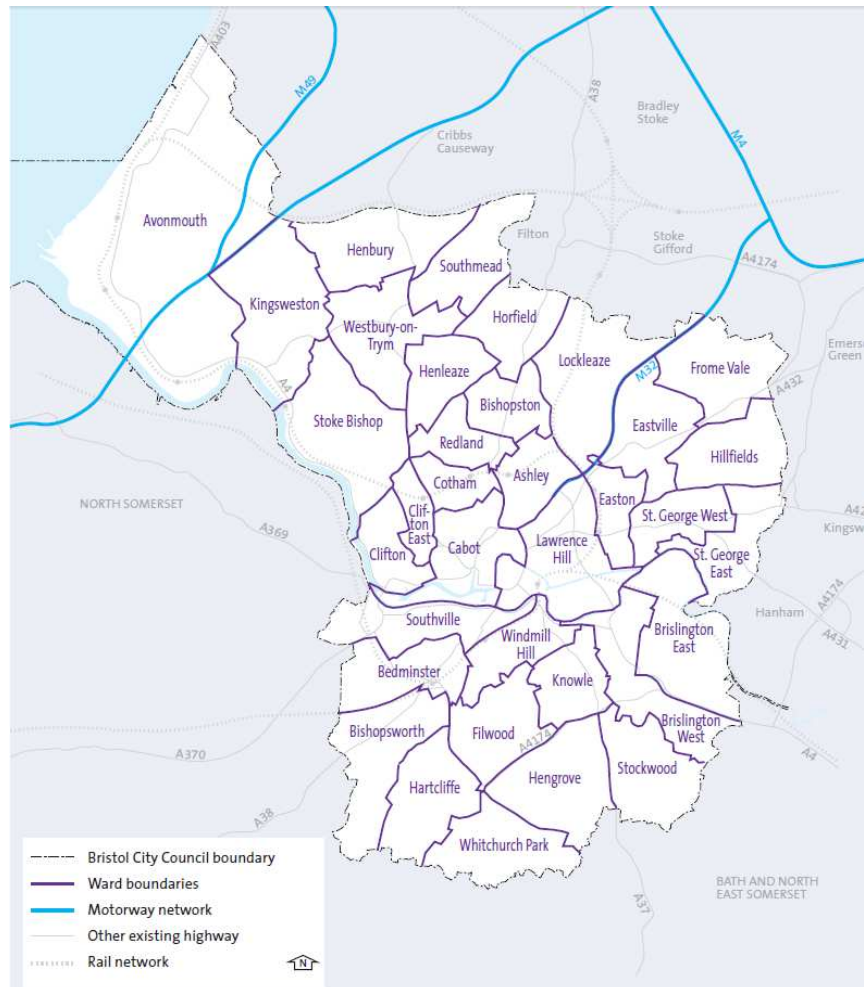 A403
M49
A38
Bradley
Stoke
Cribbs
Causeway
M4
Avonmouth
Henbury
Filton
Stoke
Gifford
Southmead
A4174
Kingsweston
Horfield
Westbury-on-
Trym
Lockleaze
Emerso
Green
Henleaze
M32
Frome Vale
A4
A432
Bishopston
Stoke Bishop
Eastville
Redland
Hillfields
Cotham
Ashley
NORTH SOMERSET
Easton
Clif-
ton
East
St. George West
A42
Kingsw
A369
Cabot
Lawrence
Hill
Clifton
St. George
East
A4174
Hanham
Southville
Windmill
Hill
Brislington
East
A431
Bedminster
Knowle
Bishopsworth
Filwood
Brislington
West
A4174
A4
A370
Stockwood
Hartcliffe
Hengrove
A38
Whitchurch Park
Bristol City Council boundary
Ward boundaries
Motorway network
Other existing highway
Rail network
N
BATH AND NORTH
EAST SOMERSET
A37